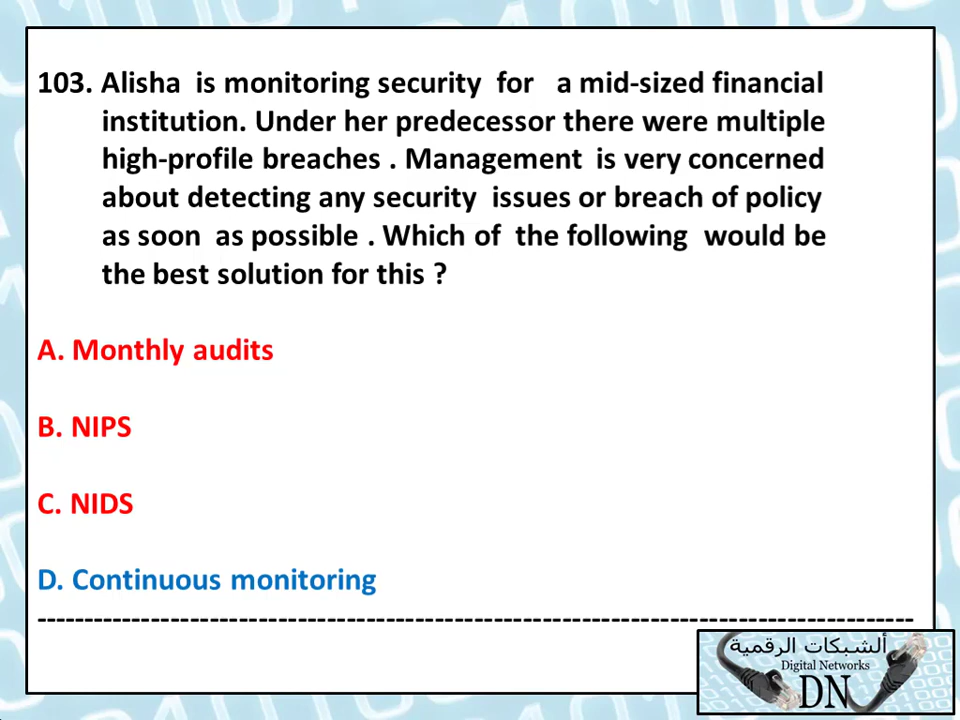 103. Alisha is monitoring security for a mid-sized financial
institution. Under her predecessor there were multiple
high-profile breaches . Management is very concerned
about detecting any security issues or breach of policy
as soon as possible . Which of the following would be
the best solution for this ?
A. Monthly audits
B. NIPS
C. NIDS
D. Continuous monitoring
--------------------------------------------------------------------------------------------
ألشبكات الرقمية
Digital Networks
DN